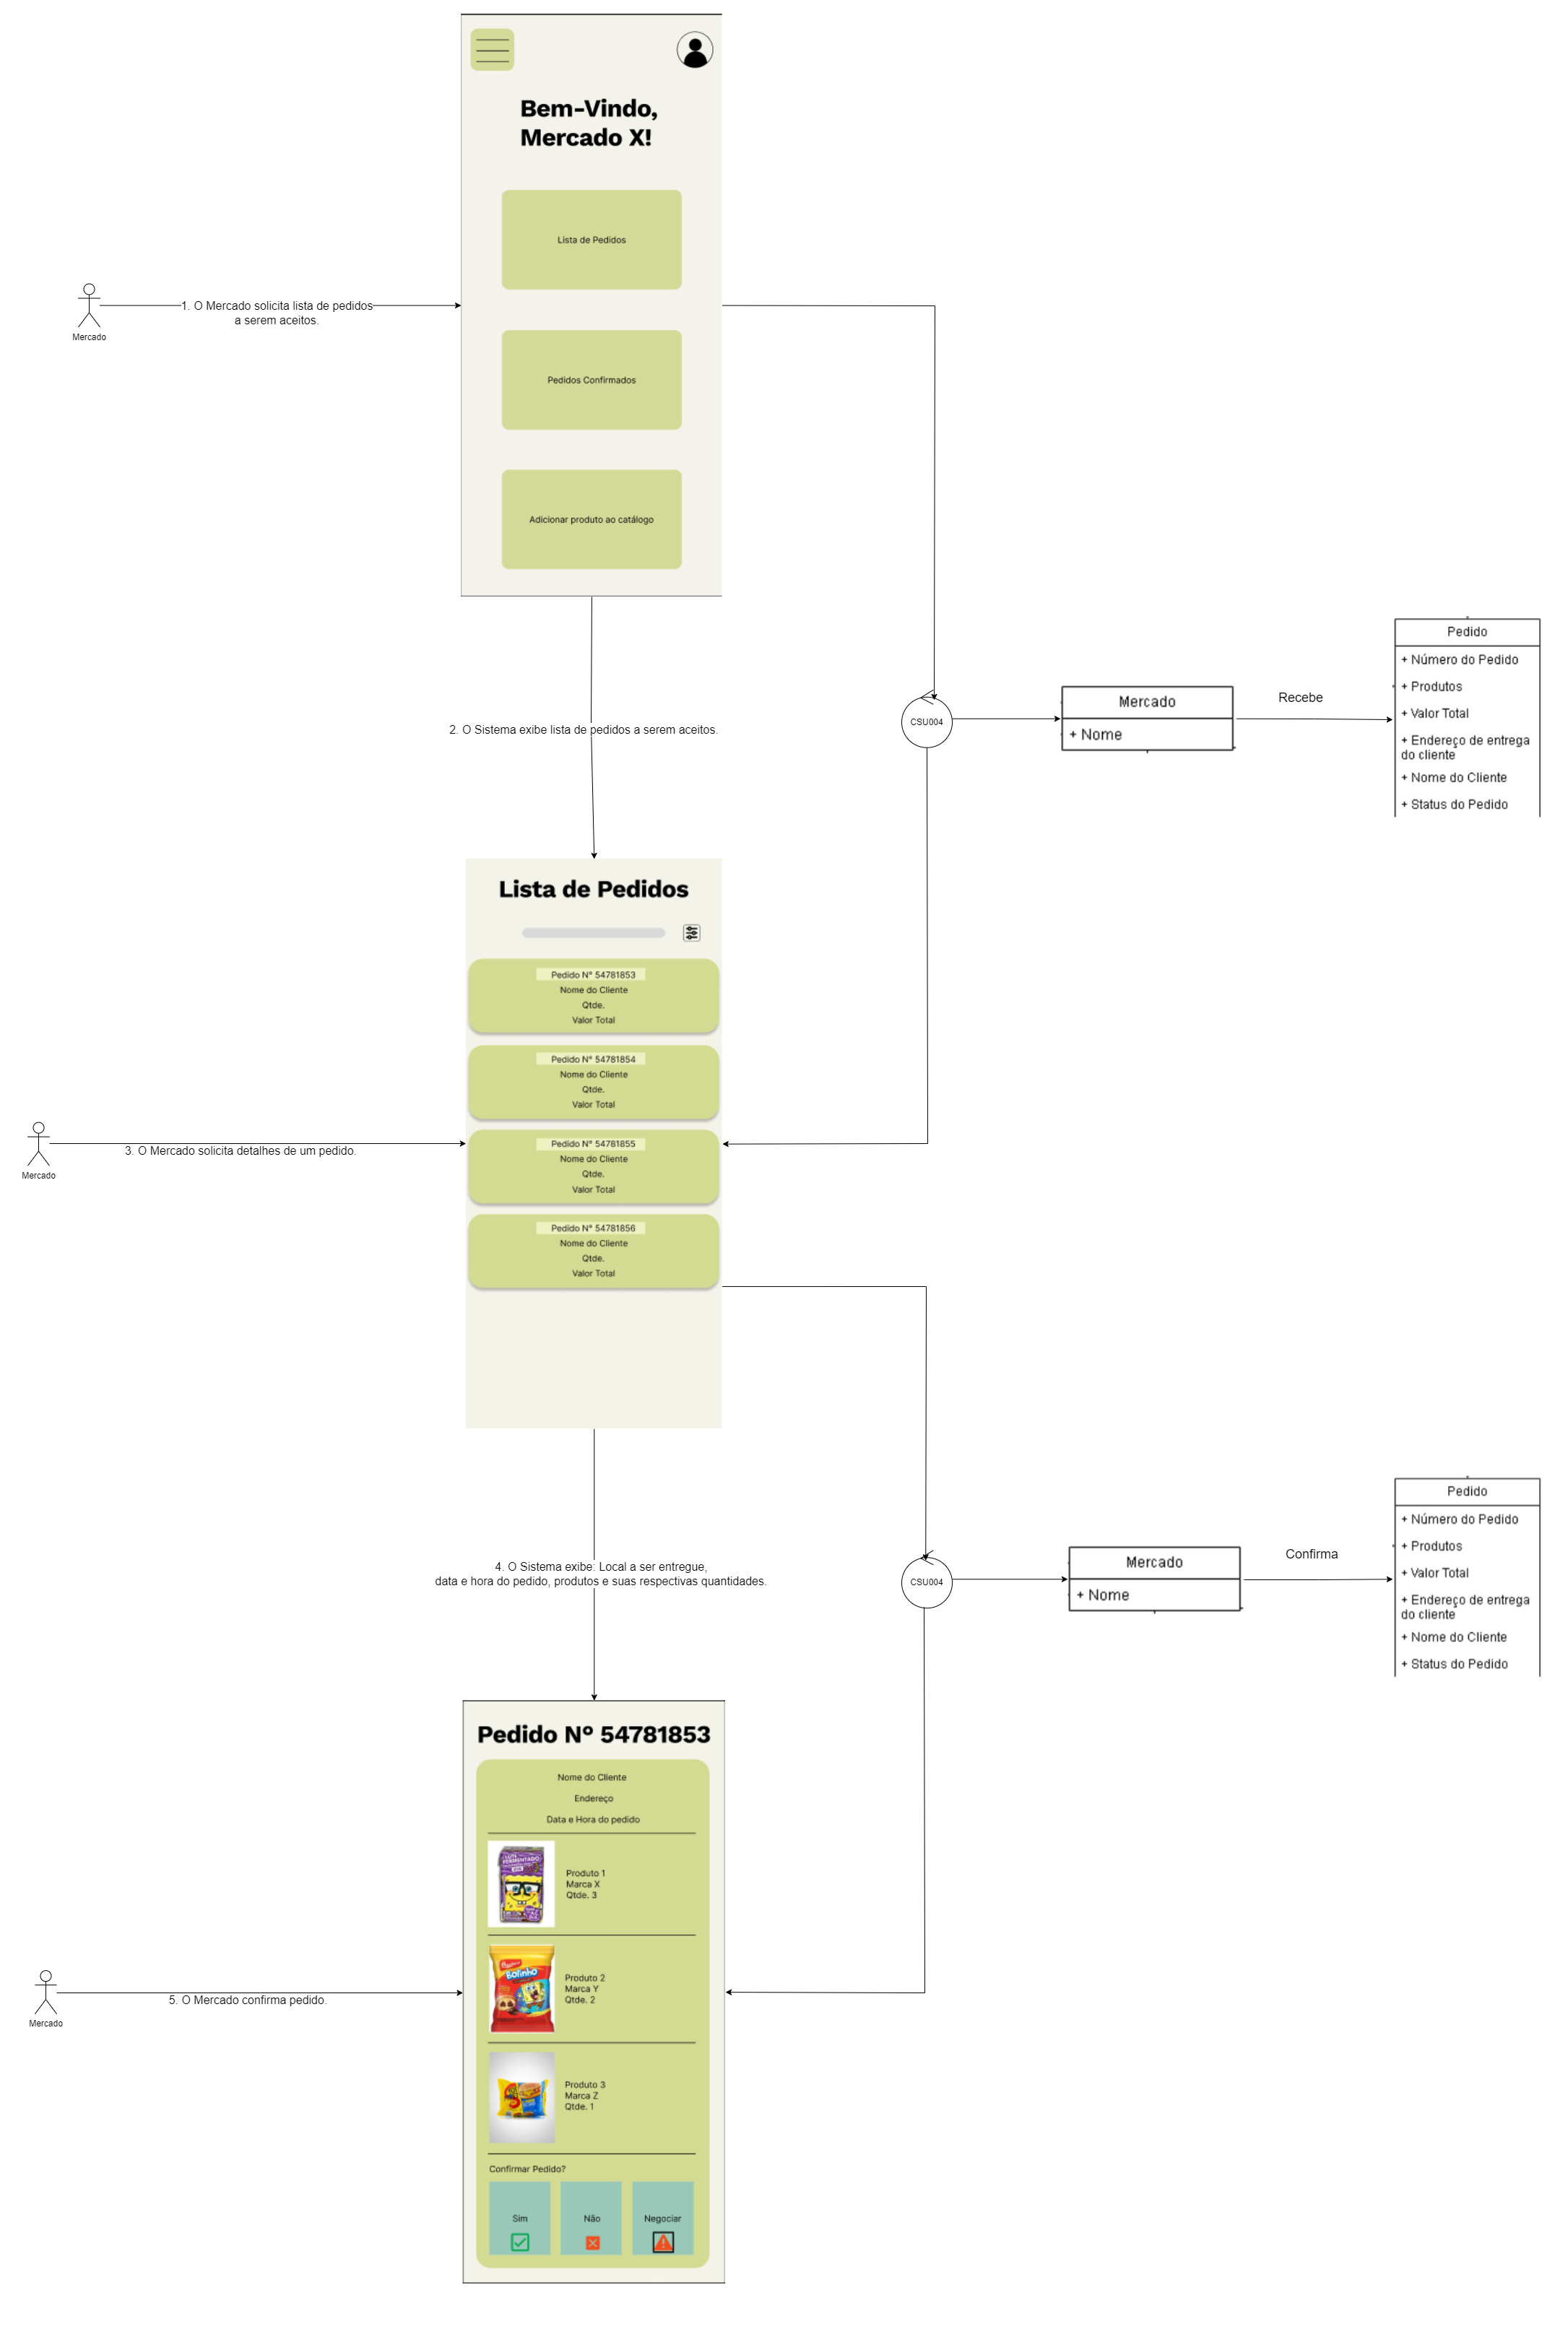 Bem-Vindo,
Mercado X!
Lista de Pedidos
1. O Mercado solicita lista de pedidos
a serem aceitos.
Mercado
Pedidos Confirmados
Adicionar produto ao catálogo
Pedido
+ Número do Pedido
+ Produtos
+ Valor Total
+ Endereço de entrega
do cliente
+ Nome do Cliente
+ Status do Pedido
Recebe
Mercado
+ Nome
CSU004
2. O Sistema exibe lista de pedidos a serem aceitos.
Lista de Pedidos
Pedido N° 54781853
Nome do Cliente
Qtde.
Valor Total
Pedido N° 54781854
Nome do Cliente
Qtde.
Valor Total
Pedido N° 54781855
Nome do Cliente
Qtde.
Valor Total
3. O Mercado solicita detalhes de um pedido.
Mercado
Pedido N° 54781856
Nome do Cliente
Qtde.
Valor Total
Pedido
+ Número do Pedido
+ Produtos
+ Valor Total
+ Endereço de entrega
do cliente
+ Nome do Cliente
+ Status do Pedido
Confirma
Mercado
+ Nome
CSU004
4. O Sistema exibe: Local a ser entregue,
data e hora do pedido, produtos e suas respectivas quantidades.
Pedido N° 54781853
Nome do Cliente
Endereço
Data e Hora do pedido
LEITE
FERMENTADO
Produto 1
Marca X
Qtde. 3
Bauducco
Bolinho
Produto 2
Marca Y
Qtde. 2
5. O Mercado confirma pedido.
Mercado
Produto 3
Marca Z
Qtde. 1
Confirmar Pedido?
Sim
Não
Negociar